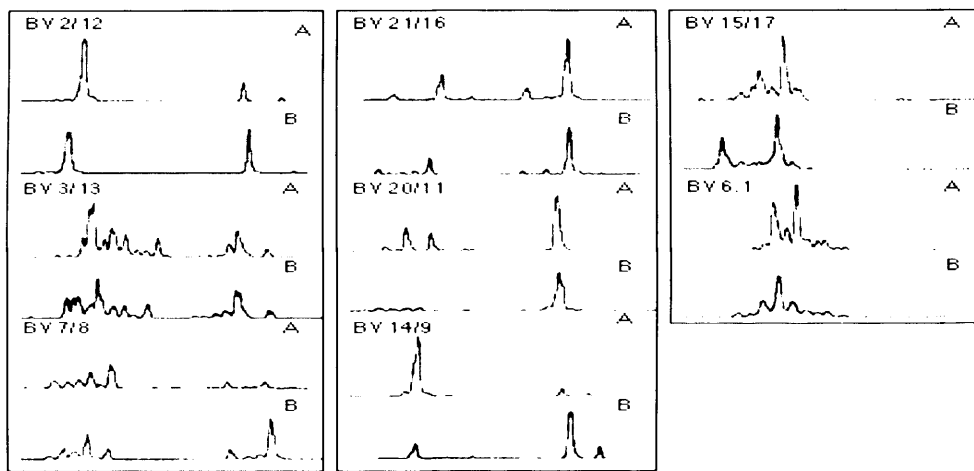 BV 2/12 A
B
BV 3/13 A
B
BV 7/8 A
B
BV 21/16 A
B
BV 20/11 A
B
BV 14/9 A
B
BV 15/17 A
B
BV 6.1 A
B